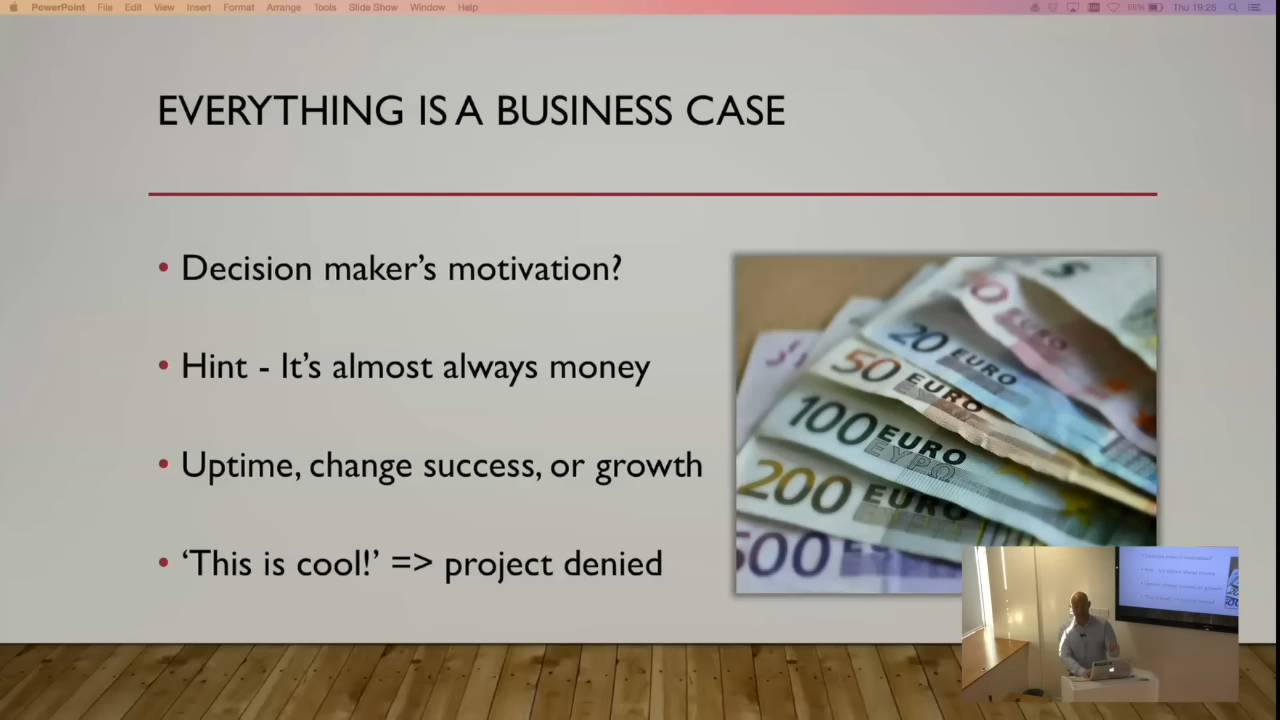 PowerPoint File Edit View Insert Format Arrange Tools Slide Show Window Help
66% Thu 19:26
EVERYTHING IS A BUSINESS CASE
• Decision maker’s motivation?
• Hint - It’s almost always money
• Uptime, change success, or growth
• ‘This is cool!’ => project denied
20 EURO
50 EURO
100 EURO
EYPΩ
200 EURO
500